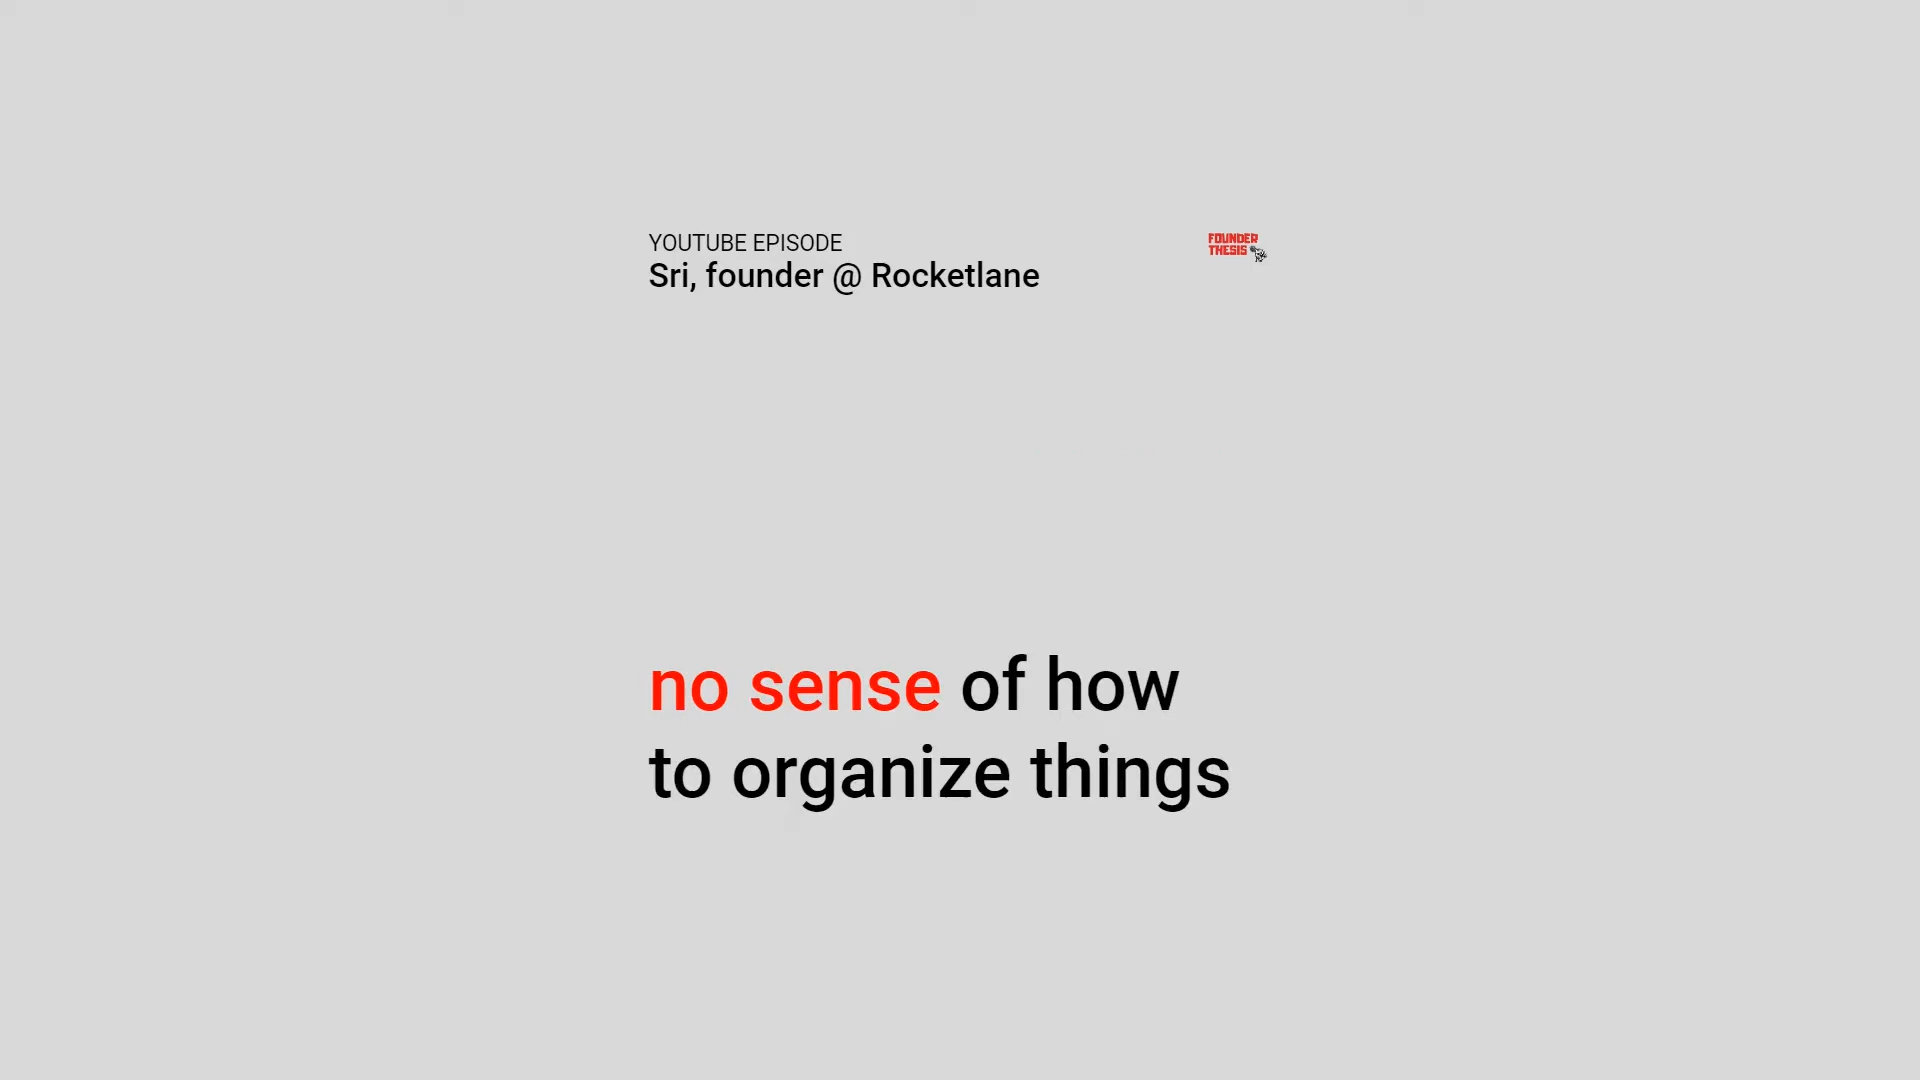 YOUTUBE EPISODE
Sri, founder @ Rocketlane
FOUNDER
THESIS
no sense of how
to organize things